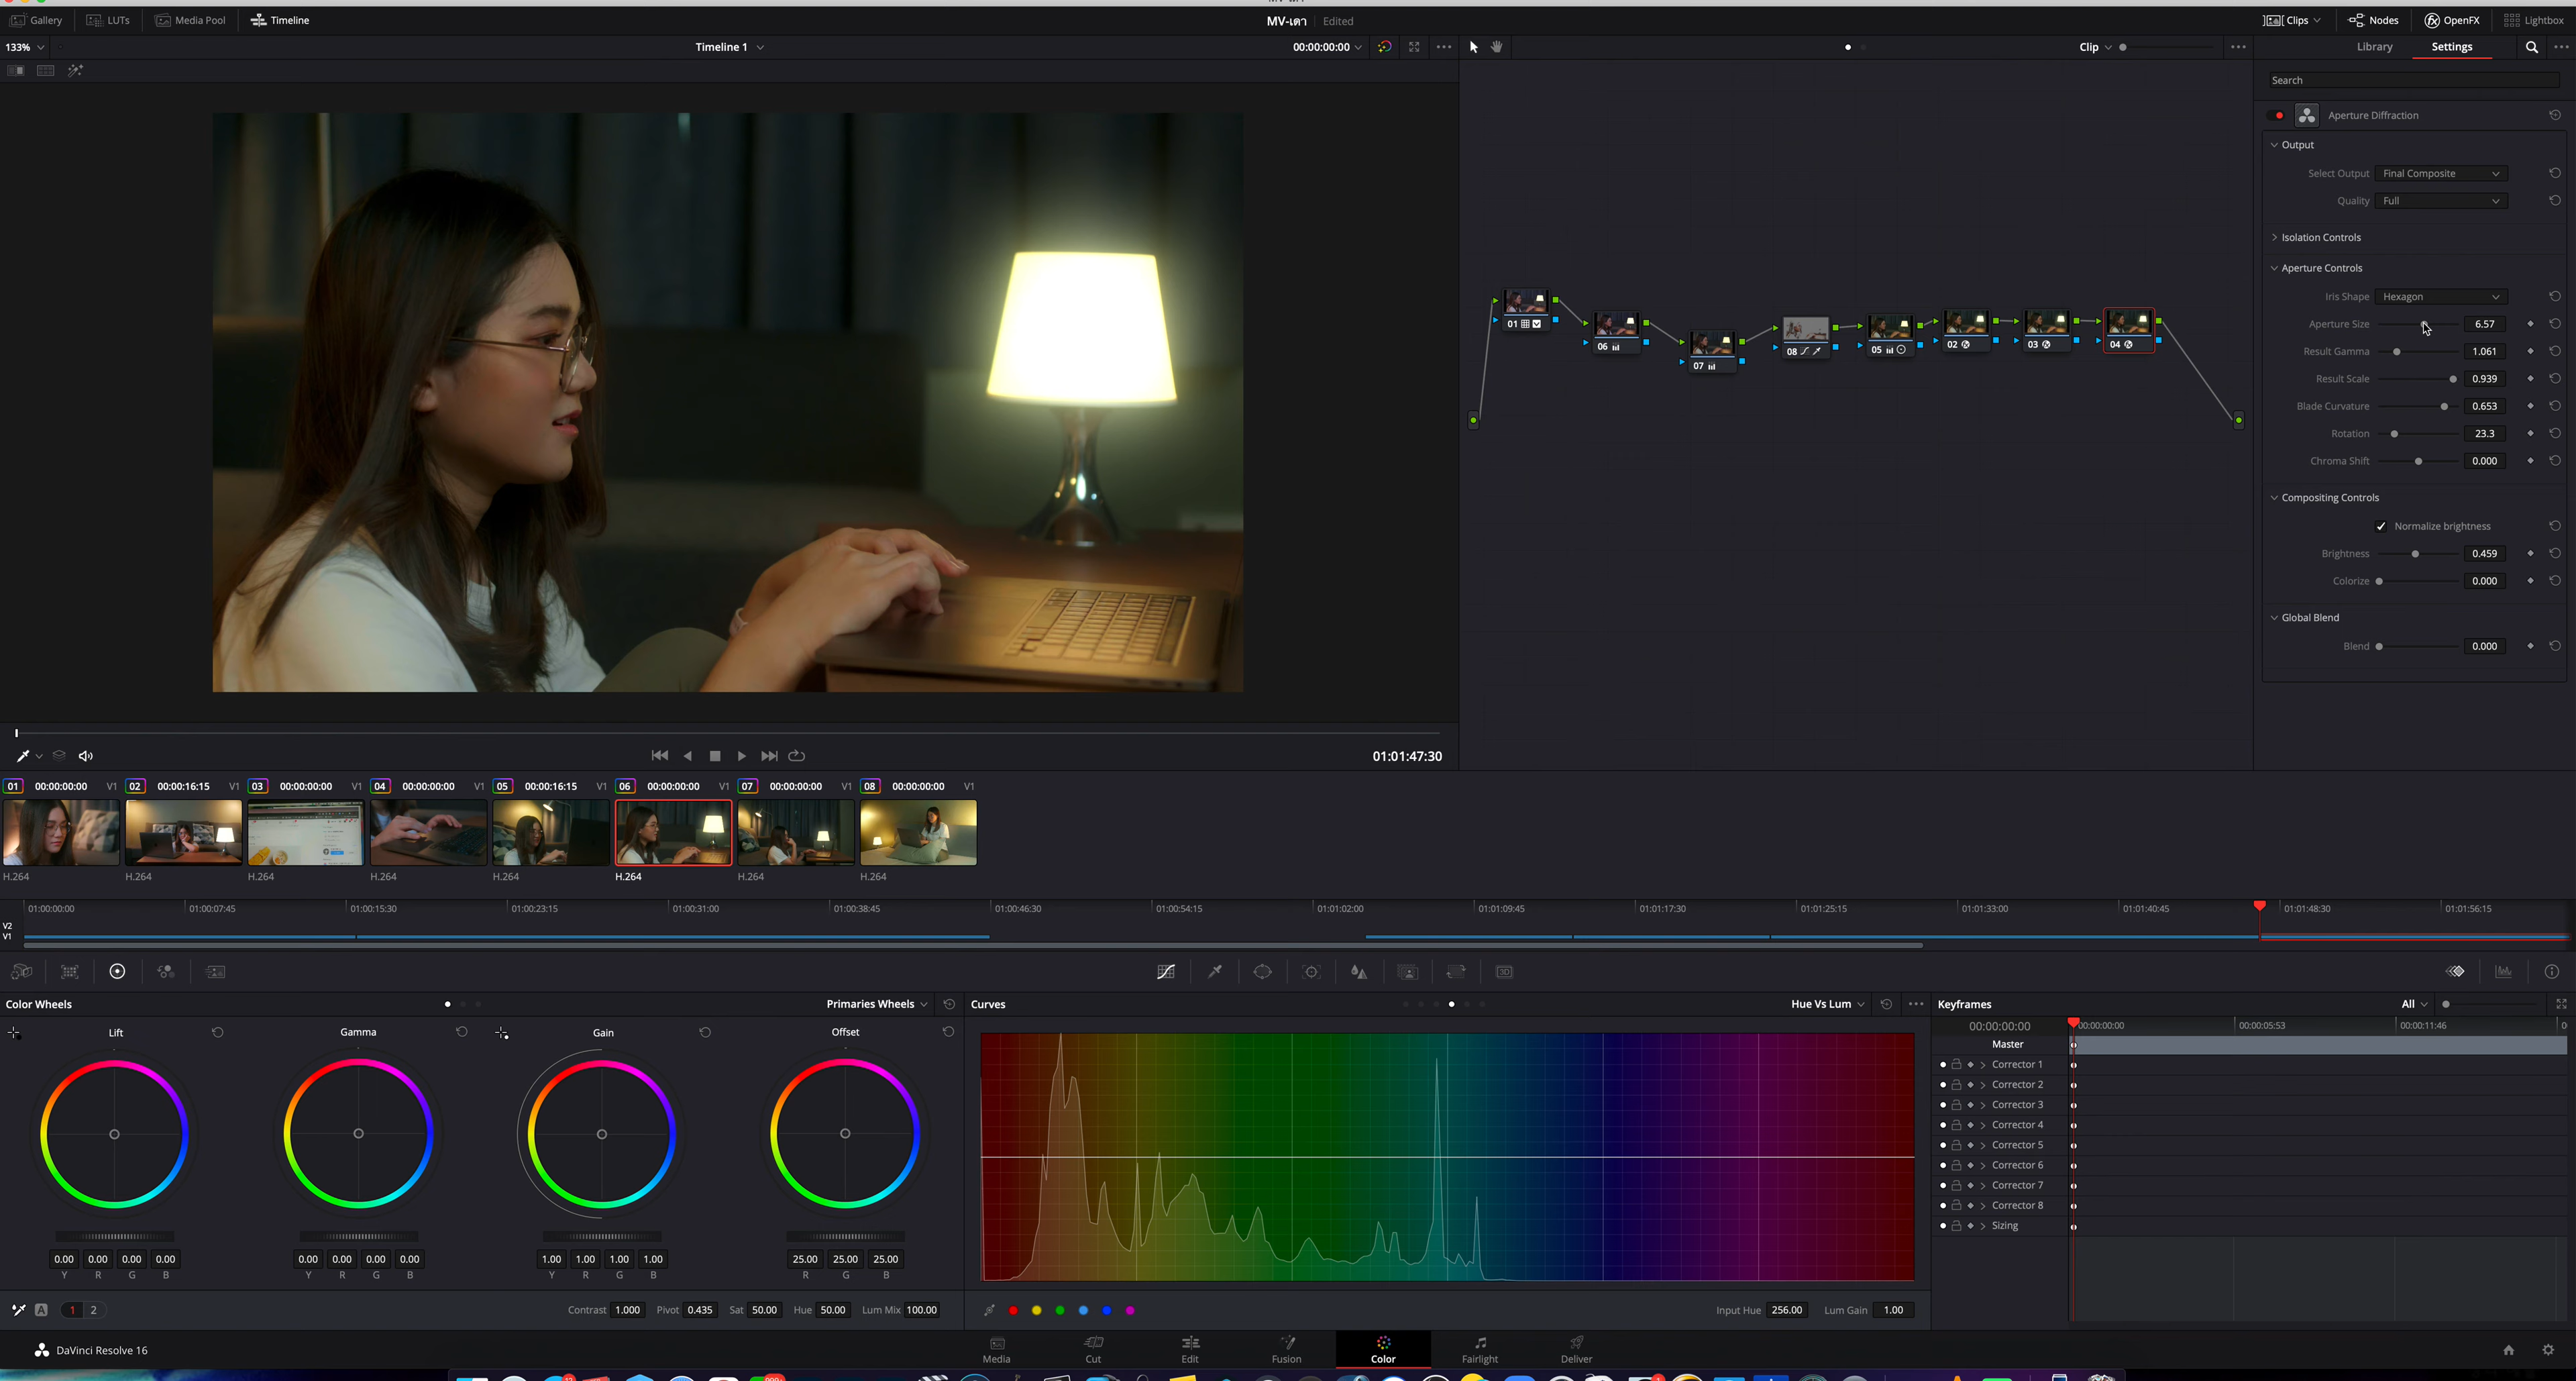 Gallery LUTs Media Pool Timeline MV-เดา Edited Clips Nodes OpenFX Lightbox
133% Timeline 1 00:00:00:00 Clip Library Settings
Search
Aperture Diffraction
Output
Select Output Final Composite
Quality Full
Isolation Controls
Aperture Controls
Iris Shape Hexagon
Aperture Size 6.57
Result Gamma 1.061
Result Scale 0.939
Blade Curvature 0.653
Rotation 23.3
Chroma Shift 0.000
Compositing Controls
Normalize brightness
Brightness 0.459
Colorize 0.000
Global Blend
Blend 0.000
01
06
07
08
05
02
03
04
01:01:47:30
01 00:00:00:00 V1 02 00:00:16:15 V1 03 00:00:00:00 V1 04 00:00:00:00 V1 05 00:00:16:15 V1 06 00:00:00:00 V1 07 00:00:00:00 V1 08 00:00:00:00 V1
H.264 H.264 H.264 H.264 H.264 H.264 H.264 H.264
01:00:00:00 01:00:07:45 01:00:15:30 01:00:23:15 01:00:31:00 01:00:38:45 01:00:46:30 01:00:54:15 01:01:02:00 01:01:09:45 01:01:17:30 01:01:25:15 01:01:33:00 01:01:40:45 01:01:48:30 01:01:56:15
V2
V1
3D
Color Wheels Primaries Wheels Curves Hue Vs Lum Keyframes All
Lift Gamma Gain Offset
00:00:00:00 00:00:00:00 00:00:05:53 00:00:11:46
Master
Corrector 1
Corrector 2
Corrector 3
Corrector 4
Corrector 5
Corrector 6
Corrector 7
Corrector 8
Sizing
0.00 0.00 0.00 0.00 0.00 0.00 0.00 0.00 1.00 1.00 1.00 1.00 25.00 25.00 25.00
Y R G B Y R G B Y R G B R G B
A 1 2 Contrast 1.000 Pivot 0.435 Sat 50.00 Hue 50.00 Lum Mix 100.00 Input Hue 256.00 Lum Gain 1.00
DaVinci Resolve 16 Media Cut Edit Fusion Color Fairlight Deliver